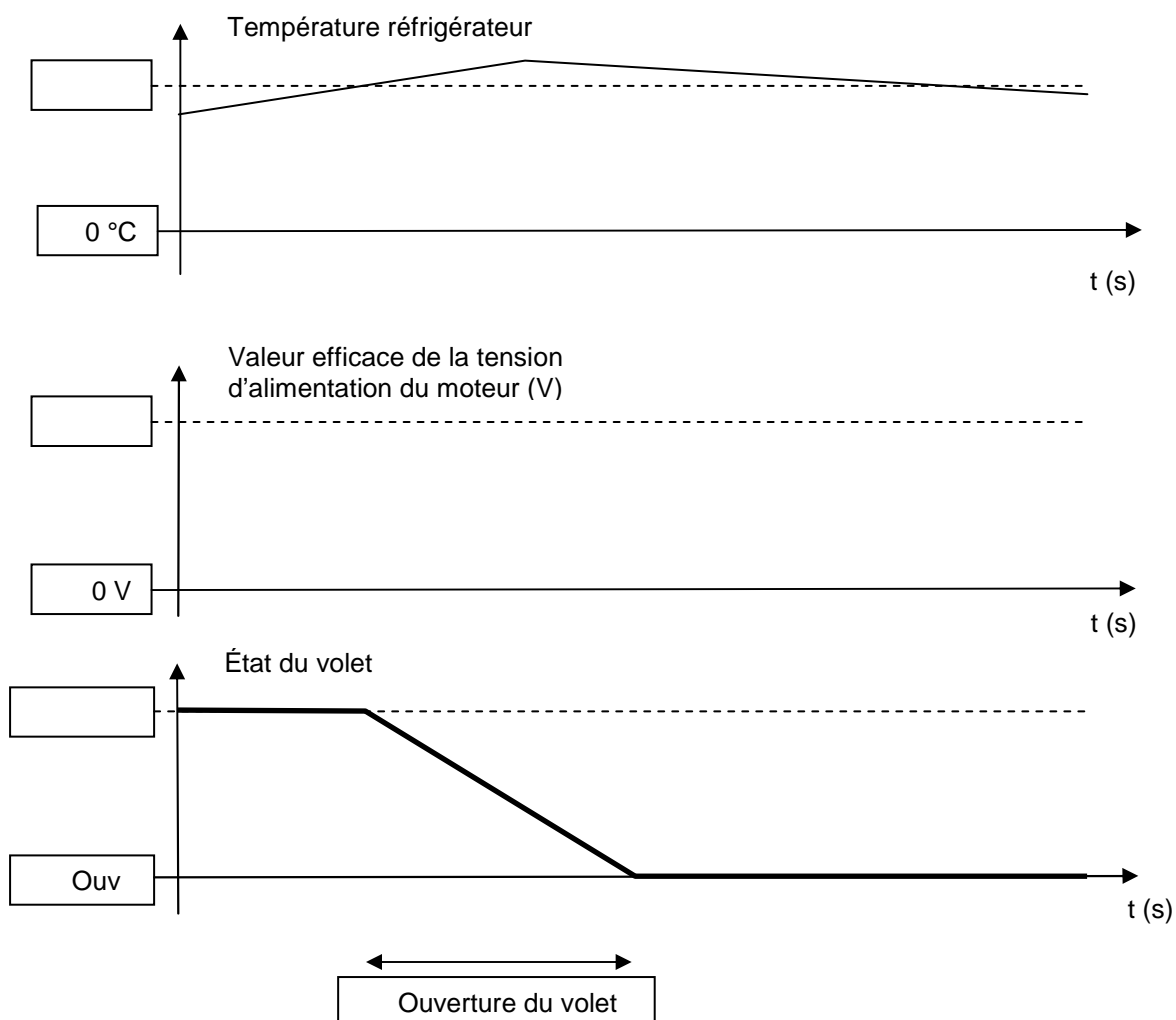 Température réfrigérateur
0 °C
t (s)
Valeur efficace de la tension
d'alimentation du moteur (V)
0 V
t (s)
État du volet
Ouv
t (s)
Ouverture du volet